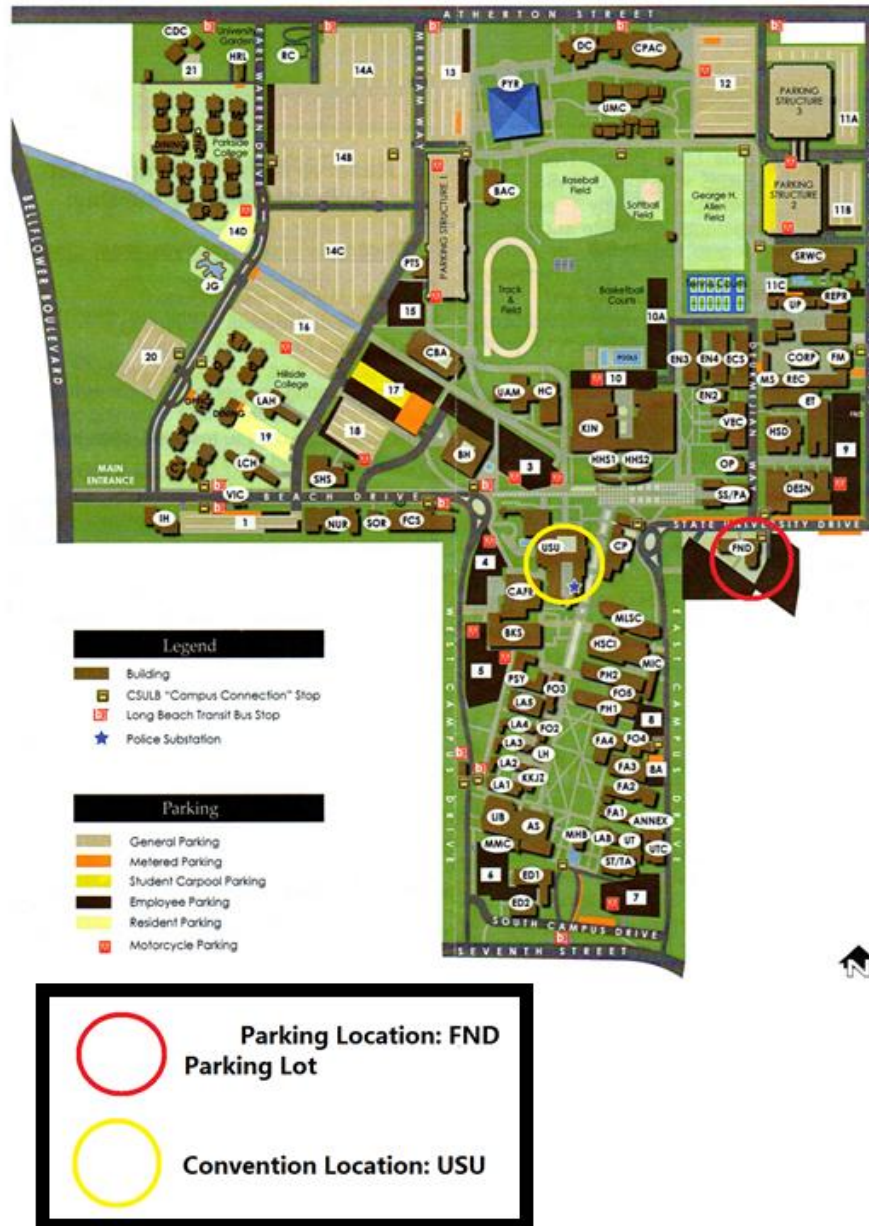 ATHERTON STREET
CDC
University Gardens
HRL
21
RC
EARL WARREN DRIVE
MERRIAM WAY
14A
13
PYR
DC
CPAC
UMC
12
PARKING STRUCTURE 3
11A
DINING
Parkside College
14B
14D
14C
JG
BELLFLOWER BOULEVARD
PARKING STRUCTURE 1
BAC
Baseball Field
Softball Field
George H. Allen Field
PARKING STRUCTURE 2
11B
SRWC
PTS
15
Track & Field
Basketball Courts
10A
11C
UP
REPR
16
20
CBA
POOLS
EN3
EN4
ECS
CORP
FM
MS
REC
Hillside College
OFFICE
DINING
LAH
17
UAM
HC
10
EN2
ET
DEUKMEJIAN WAY
VEC
HSD
9
19
18
KIN
LCH
SHS
BH
3
HHS1
HHS2
OP
DESN
SS/PA
MAIN ENTRANCE
VIC
BEACH DRIVE
IH
1
NUR
SOR
FCS
STATE UNIVERSITY DRIVE
USU
CP
FND
4
CAFE
BKS
5
MLSC
HSCI
MIC
PSY
FO3
PH2
FO5
LA5
PH1
8
LA4
FO2
FA4
FO4
LA3
LH
LA2
FA3
8A
KKJZ
LA1
FA2
WEST CAMPUS DRIVE
EAST CAMPUS DRIVE
FA1
ANNEX
LIB
AS
MHB
LAB
UT
MMC
UTC
ST/TA
6
ED1
7
ED2
SOUTH CAMPUS DRIVE
SEVENTH STREET
N
Legend
Building
CSULB "Campus Connection" Stop
Long Beach Transit Bus Stop
Police Substation
Parking
General Parking
Metered Parking
Student Carpool Parking
Employee Parking
Resident Parking
Motorcycle Parking
Parking Location: FND
Parking Lot
Convention Location: USU